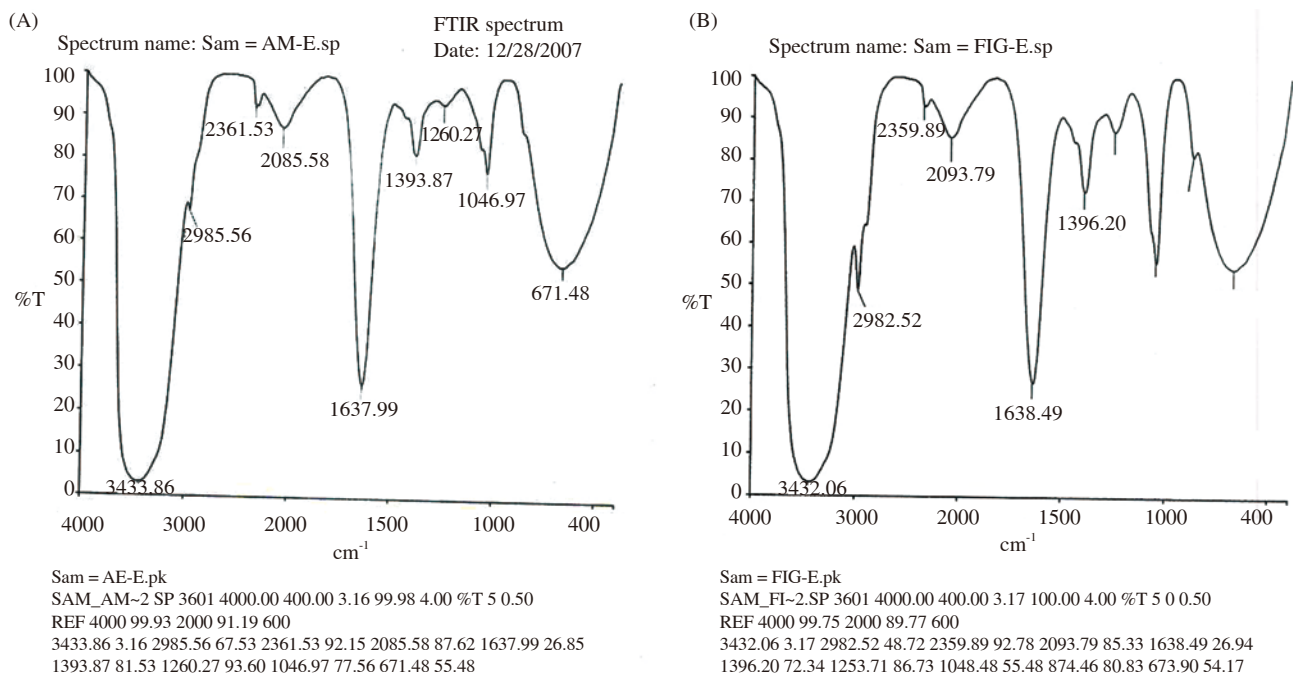 (A)
FTIR spectrum
Spectrum name: Sam = AM-E.sp
Date: 12/28/2007
100
90
80
70
60
50
%T
40
30
20
10
0
2361.53
2085.58
1260.27
1393.87
1046.97
2985.56
671.48
1637.99
3433.86
4000 3000 2000 1500 1000 400
cm-1
Sam = AE-E.pk
SAM_AM~2 SP 3601 4000.00 400.00 3.16 99.98 4.00 %T 5 0.50
REF 4000 99.93 2000 91.19 600
3433.86 3.16 2985.56 67.53 2361.53 92.15 2085.58 87.62 1637.99 26.85
1393.87 81.53 1260.27 93.60 1046.97 77.56 671.48 55.48
(B)
Spectrum name: Sam = FIG-E.sp
100
90
80
70
60
50
%T
40
30
20
10
0
2359.89
2093.79
1396.20
2982.52
1638.49
3432.06
4000 3000 2000 1500 1000 400
cm-1
Sam = FIG-E.pk
SAM_FI~2.SP 3601 4000.00 400.00 3.17 100.00 4.00 %T 5 0 0.50
REF 4000 99.75 2000 89.77 600
3432.06 3.17 2982.52 48.72 2359.89 92.78 2093.79 85.33 1638.49 26.94
1396.20 72.34 1253.71 86.73 1048.48 55.48 874.46 80.83 673.90 54.17